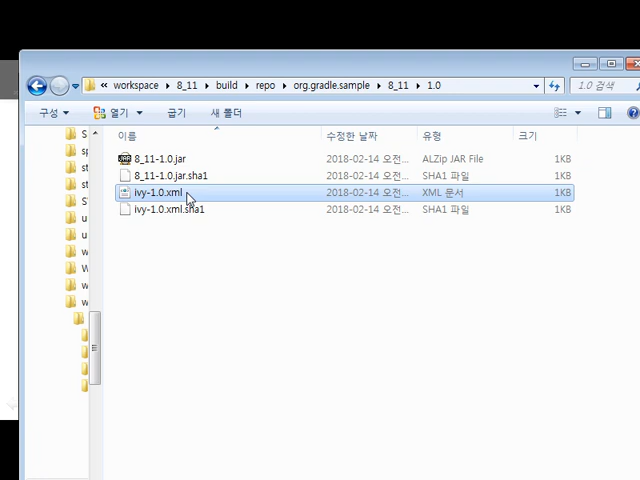 « workspace ▸ 8_11 ▸ build ▸ repo ▸ org.gradle.sample ▸ 8_11 ▸ 1.0
1.0 검색
구성 열기 굽기 새 폴더
이름 수정한 날짜 유형 크기
8_11-1.0.jar 2018-02-14 오전... ALZip JAR File 1KB
8_11-1.0.jar.sha1 2018-02-14 오전... SHA1 파일 1KB
ivy-1.0.xml 2018-02-14 오전... XML 문서 1KB
ivy-1.0.xml.sha1 2018-02-14 오전... SHA1 파일 1KB
S
sp
st
st
S
u
u
w
W
w
w